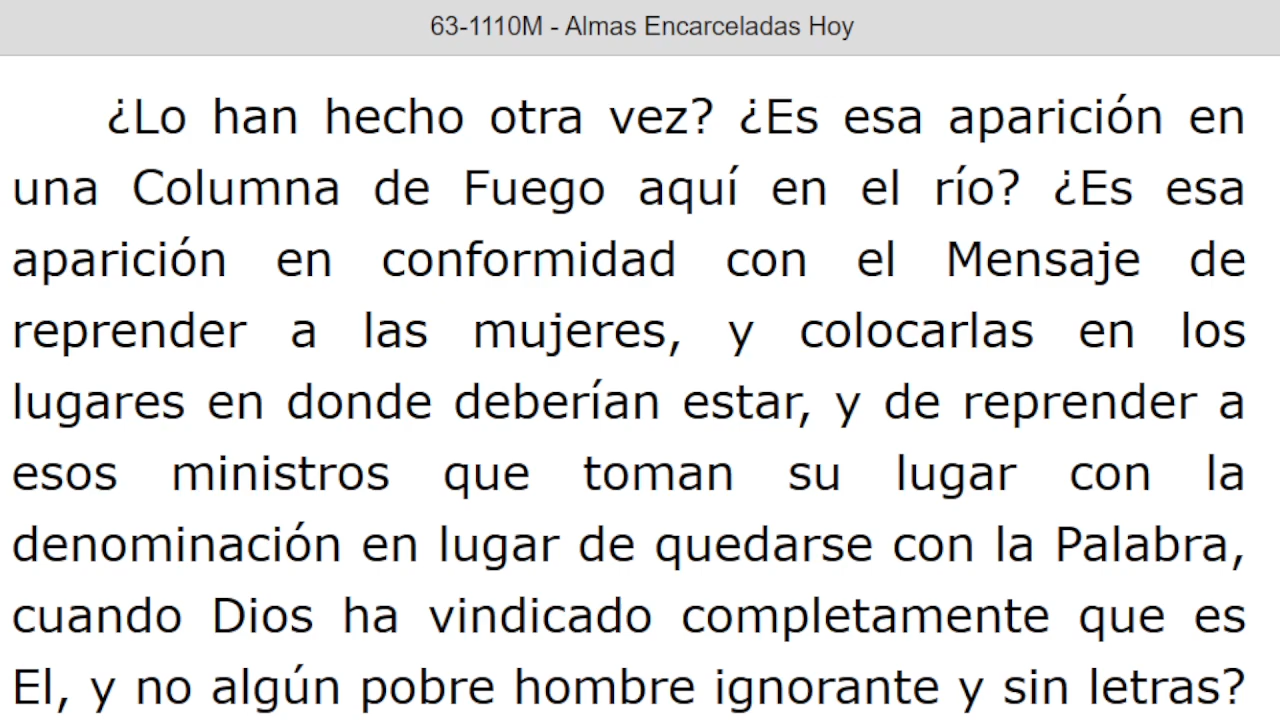 63-1110M - Almas Encarceladas Hoy
¿Lo han hecho otra vez? ¿Es esa aparición en
una Columna de Fuego aquí en el río? ¿Es esa
aparición en conformidad con el Mensaje de
reprender a las mujeres, y colocarlas en los
lugares en donde deberían estar, y de reprender a
esos ministros que toman su lugar con la
denominación en lugar de quedarse con la Palabra,
cuando Dios ha vindicado completamente que es
El, y no algún pobre hombre ignorante y sin letras?